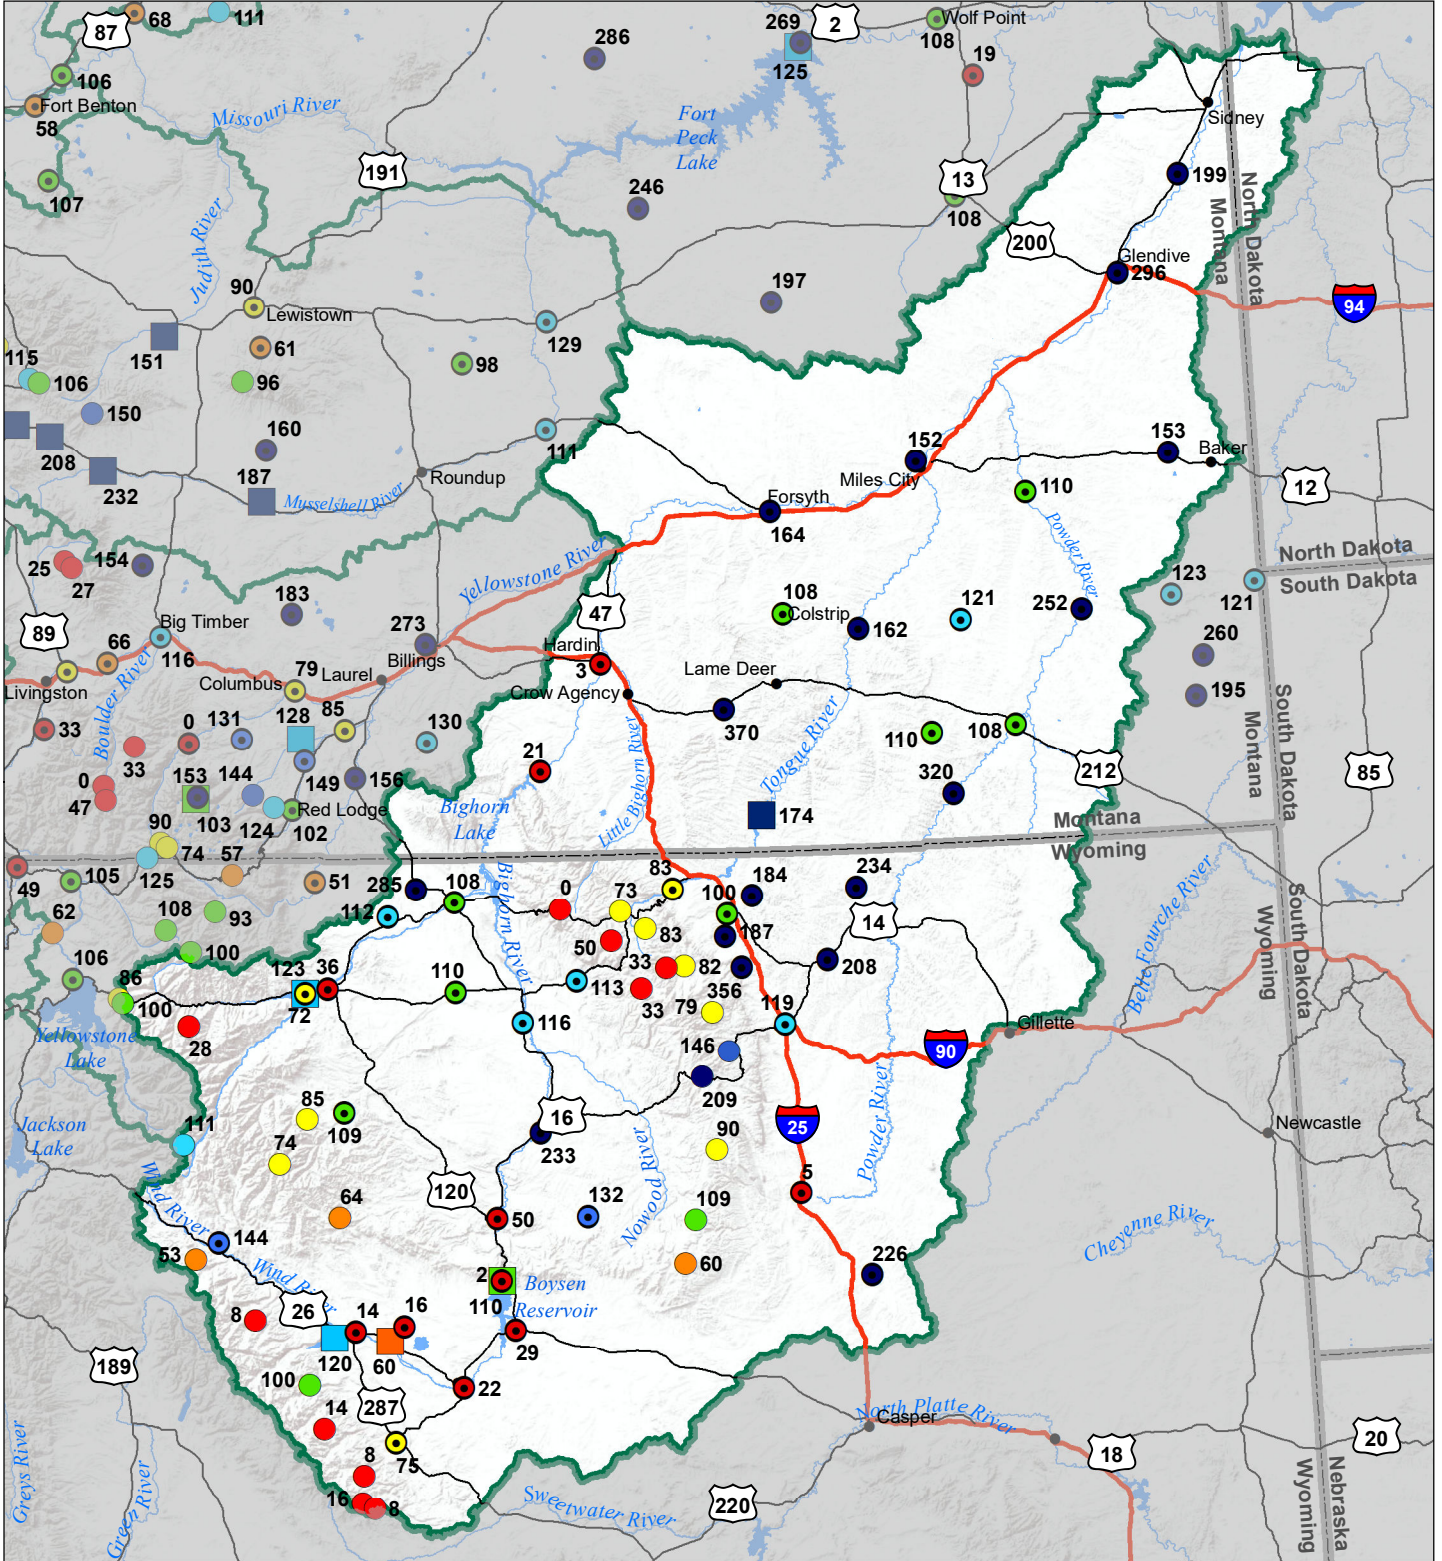 68
111
87
106
Fort Benton
58
Missouri River
107
191
286
269
2
125
Wolf Point
108
19
Fort
Peck
Lake
246
13
108
Sidney
199
North Dakota
Montana
200
Glendive
296
94
Judith River
90
Lewistown
151
61
115
106
96
98
129
197
150
160
208
232
187
Musselshell River
Roundup
111
152
Miles City
153
Baker
12
110
Forsyth
164
Powder River
25
27
154
183
Yellowstone River
North Dakota
South Dakota
123
121
89
66
Big Timber
116
273
Billings
Laurel
Columbus
79
Livingston
47
Hardin
3
Crow Agency
108
Colstrip
162
121
252
260
195
Lame Deer
370
33
Boulder River
0
131
128
85
130
33
0
47
153
103
144
149
156
124
Red Lodge
102
21
Bighorn
Lake
Little Bighorn River
Tongue River
110
108
320
212
South Dakota
Montana
85
174
Montana
Wyoming
90
74
125
57
51
49
105
62
108
93
100
285
112
108
Bighorn River
0
73
83
50
83
100
184
187
234
14
208
Belle Fourche River
South Dakota
Wyoming
106
86
100
Yellowstone
Lake
28
123
72
36
110
113
33
33
82
356
79
116
119
Gillette
90
146
209
Jackson
Lake
111
85
109
74
16
233
Nowood River
90
25
Powder River
Newcastle
Wind River
64
120
50
132
109
60
5
Cheyenne River
144
53
Wind River
2
110
Boysen
Reservoir
226
8
26
14
16
120
60
29
189
100
287
22
14
75
8
16
8
North Platte River
Casper
18
20
Greys River
Green River
Sweetwater River
220
Wyoming
Nebraska